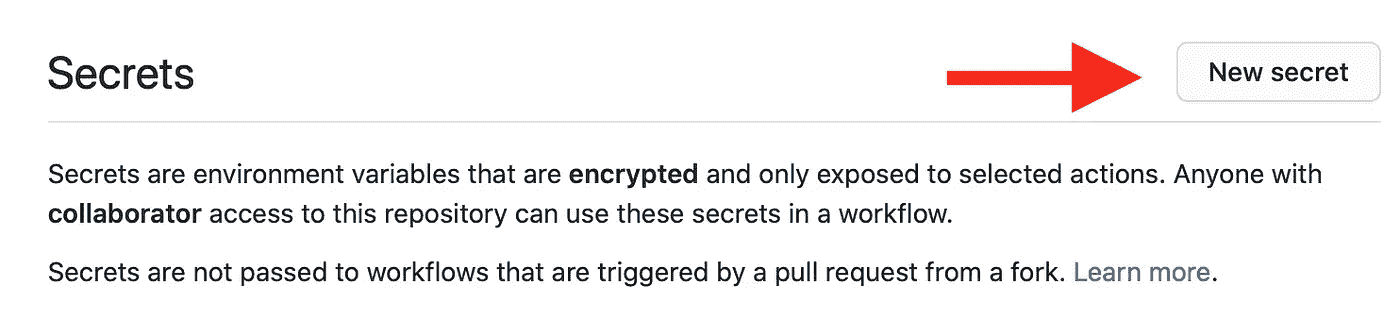 Secrets
New secret
Secrets are environment variables that are encrypted and only exposed to selected actions. Anyone with
collaborator access to this repository can use these secrets in a workflow.
Secrets are not passed to workflows that are triggered by a pull request from a fork. Learn more.